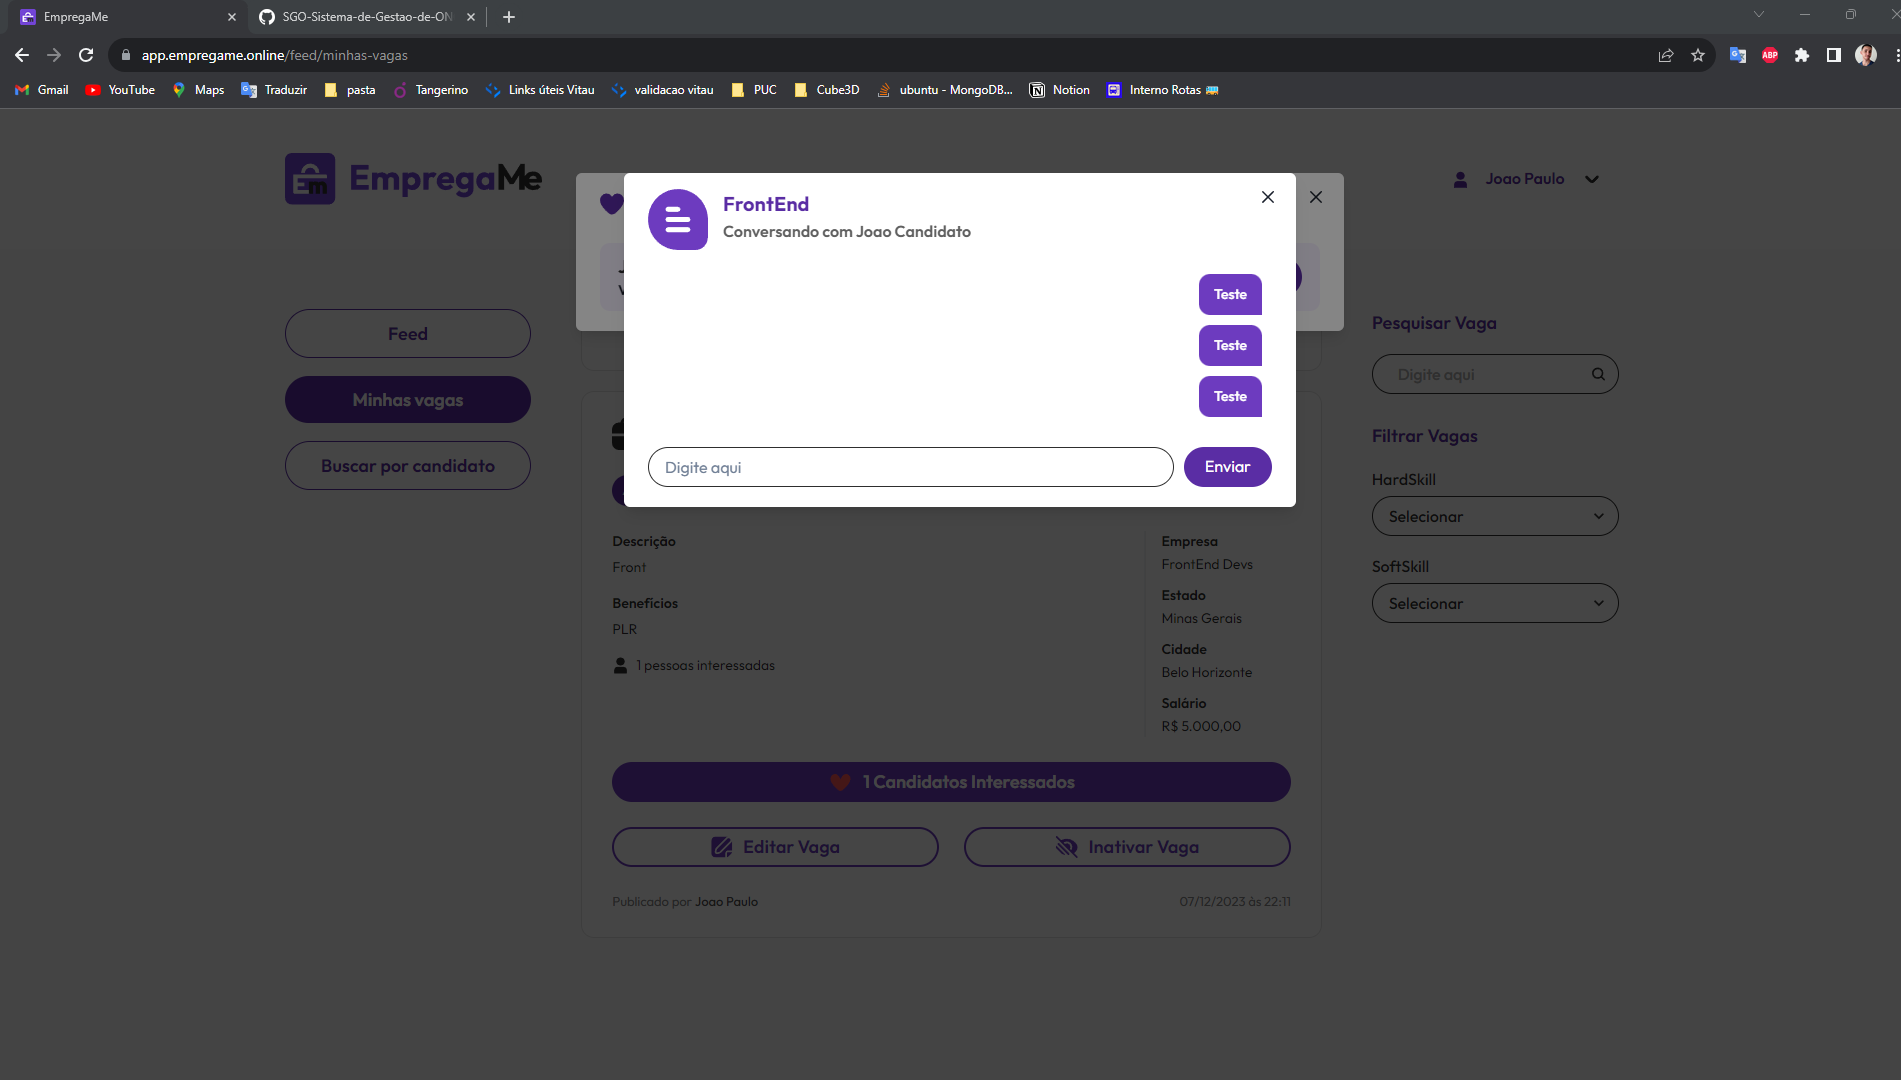 EmpregaMe
SGO-Sistema-de-Gestao-de-ON
app.empregame.online/feed/minhas-vagas
ABP
Gmail
YouTube
Maps
Traduzir
pasta
Tangerino
Links úteis Vitau
validacao vitau
PUC
Cube3D
ubuntu - MongoDB...
Notion
Interno Rotas
EmpregaMe
Joao Paulo
FrontEnd
Conversando com Joao Candidato
Teste
Teste
Teste
Digite aqui
Enviar
Feed
Minhas vagas
Buscar por candidato
Pesquisar Vaga
Digite aqui
Filtrar Vagas
HardSkill
Selecionar
SoftSkill
Selecionar
Descrição
Front
Benefícios
PLR
1 pessoas interessadas
Empresa
FrontEnd Devs
Estado
Minas Gerais
Cidade
Belo Horizonte
Salário
R$ 5.000,00
1 Candidatos Interessados
Editar Vaga
Inativar Vaga
Publicado por Joao Paulo
07/12/2023 às 22:11